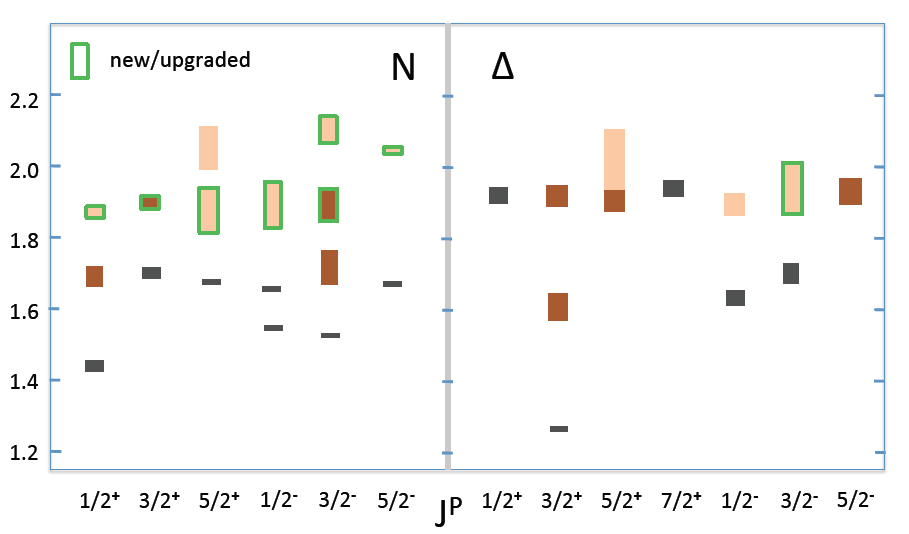 new/upgraded
N
Δ
2.2
2.0
1.8
1.6
1.4
1.2
1/2⁺ 3/2⁺ 5/2⁺ 1/2⁻ 3/2⁻ 5/2⁻ Jᴾ 1/2⁺ 3/2⁺ 5/2⁺ 7/2⁺ 1/2⁻ 3/2⁻ 5/2⁻